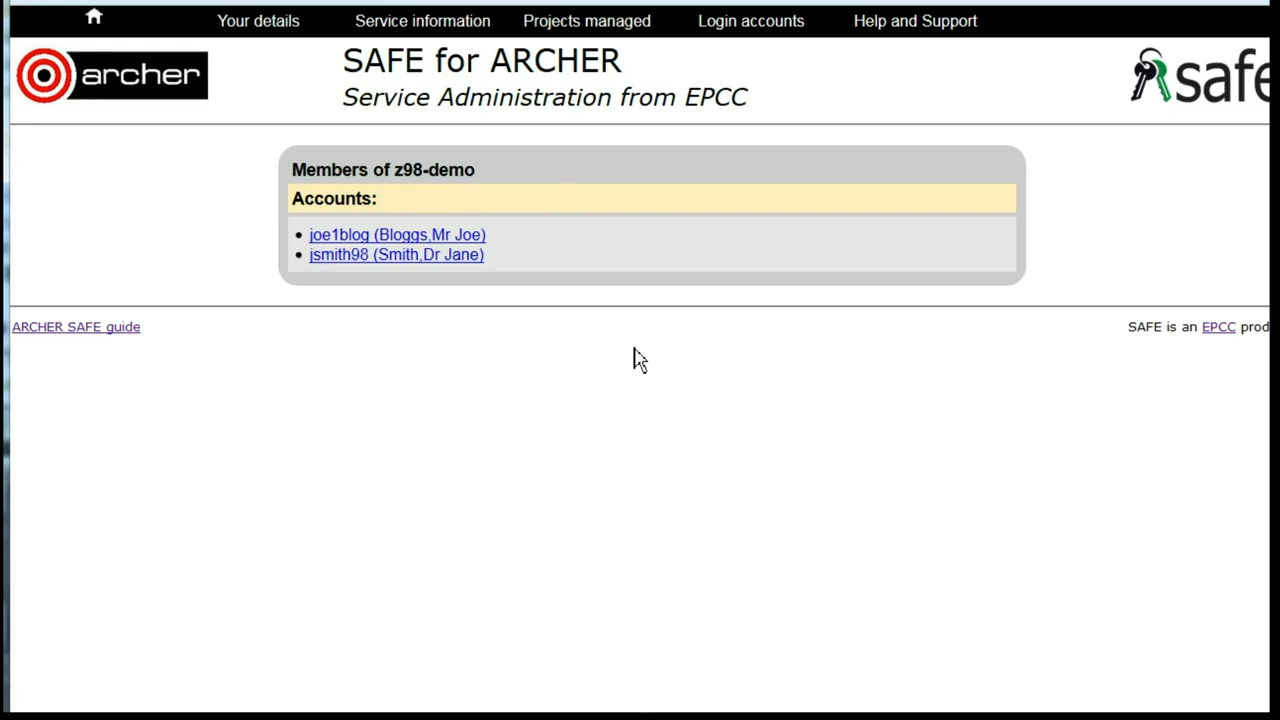 Your details Service information Projects managed Login accounts Help and Support
archer
SAFE for ARCHER
Service Administration from EPCC
safe
Members of z98-demo
Accounts:
joe1blog (Bloggs,Mr Joe)
jsmith98 (Smith,Dr Jane)
ARCHER SAFE guide
SAFE is an EPCC prod